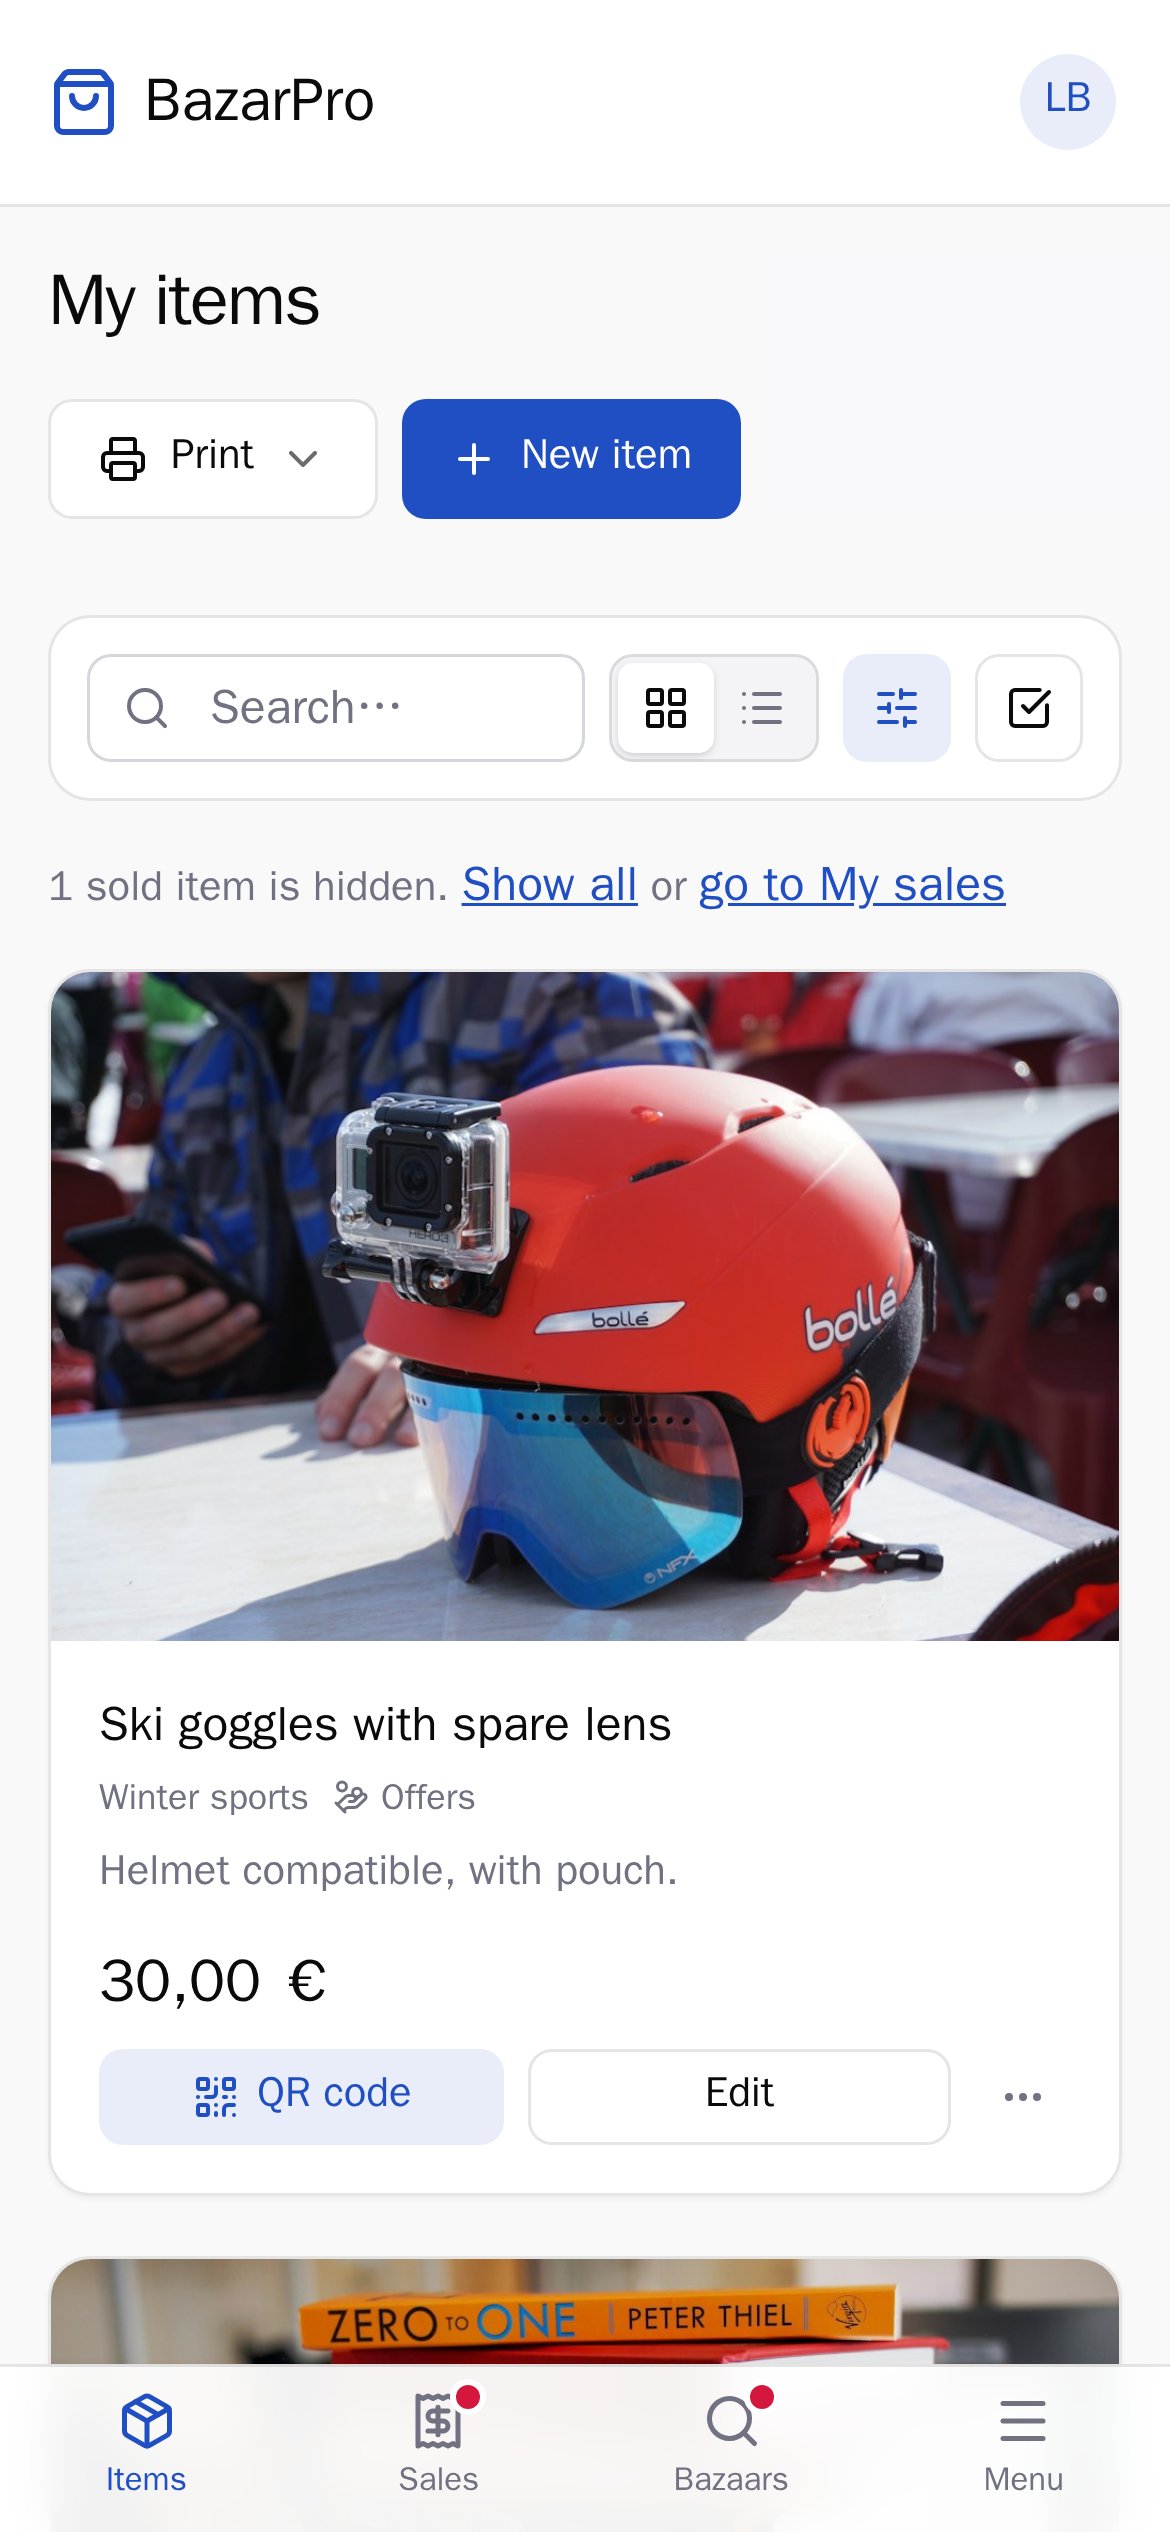 BazarPro
LB
My items
Print
New item
Search···
1 sold item is hidden. Show all or go to My sales
HERO3
bollé
bollé
NFX
Ski goggles with spare lens
Winter sports Offers
Helmet compatible, with pouch.
30,00 €
QR code
Edit
ZERO TO ONE PETER THIEL Virgin
Items
Sales
Bazaars
Menu